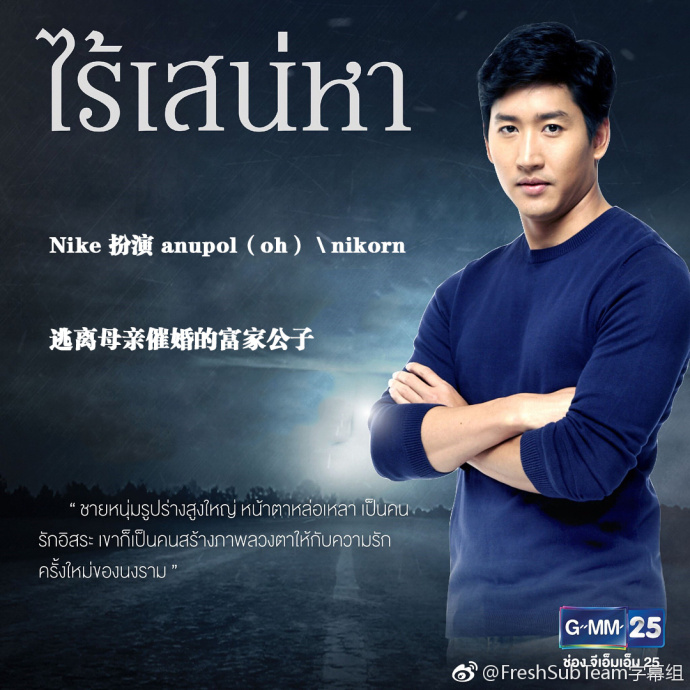 ไร้เสน่หา
Nike 扮演 anupol（oh） \ nikorn
逃离母亲催婚的富家公子
“ ชายหนุ่มรูปร่างสูงใหญ่ หน้าตาหล่อเหลา เป็นคน
รักอิสระ เขาก็เป็นคนสร้างภาพลวงตาให้กับความรัก
ครั้งใหม่ของนงราม ”
G"MM' 25
ช่อง จีเอ็มเอ็ม 25
@FreshSubTeam字幕组